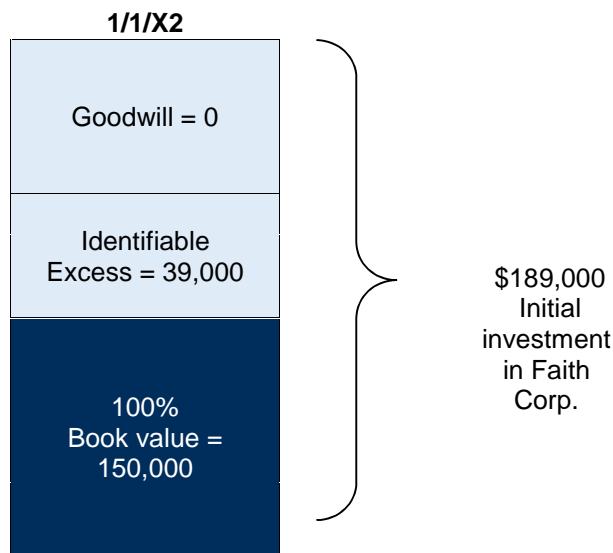 1/1/X2
Goodwill = 0
Identifiable
Excess = 39,000
100%
Book value =
150,000
$189,000
Initial
investment
in Faith
Corp.